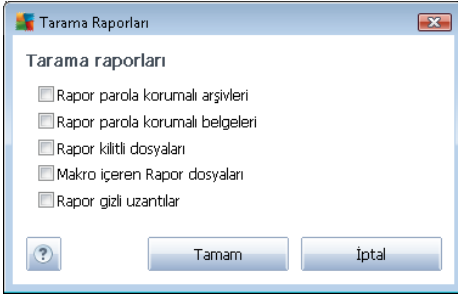 Tarama Raporları
Tarama raporları
Rapor parola korumalı arşivleri
Rapor parola korumalı belgeleri
Rapor kilitli dosyaları
Makro içeren Rapor dosyaları
Rapor gizli uzantılar
? Tamam İptal